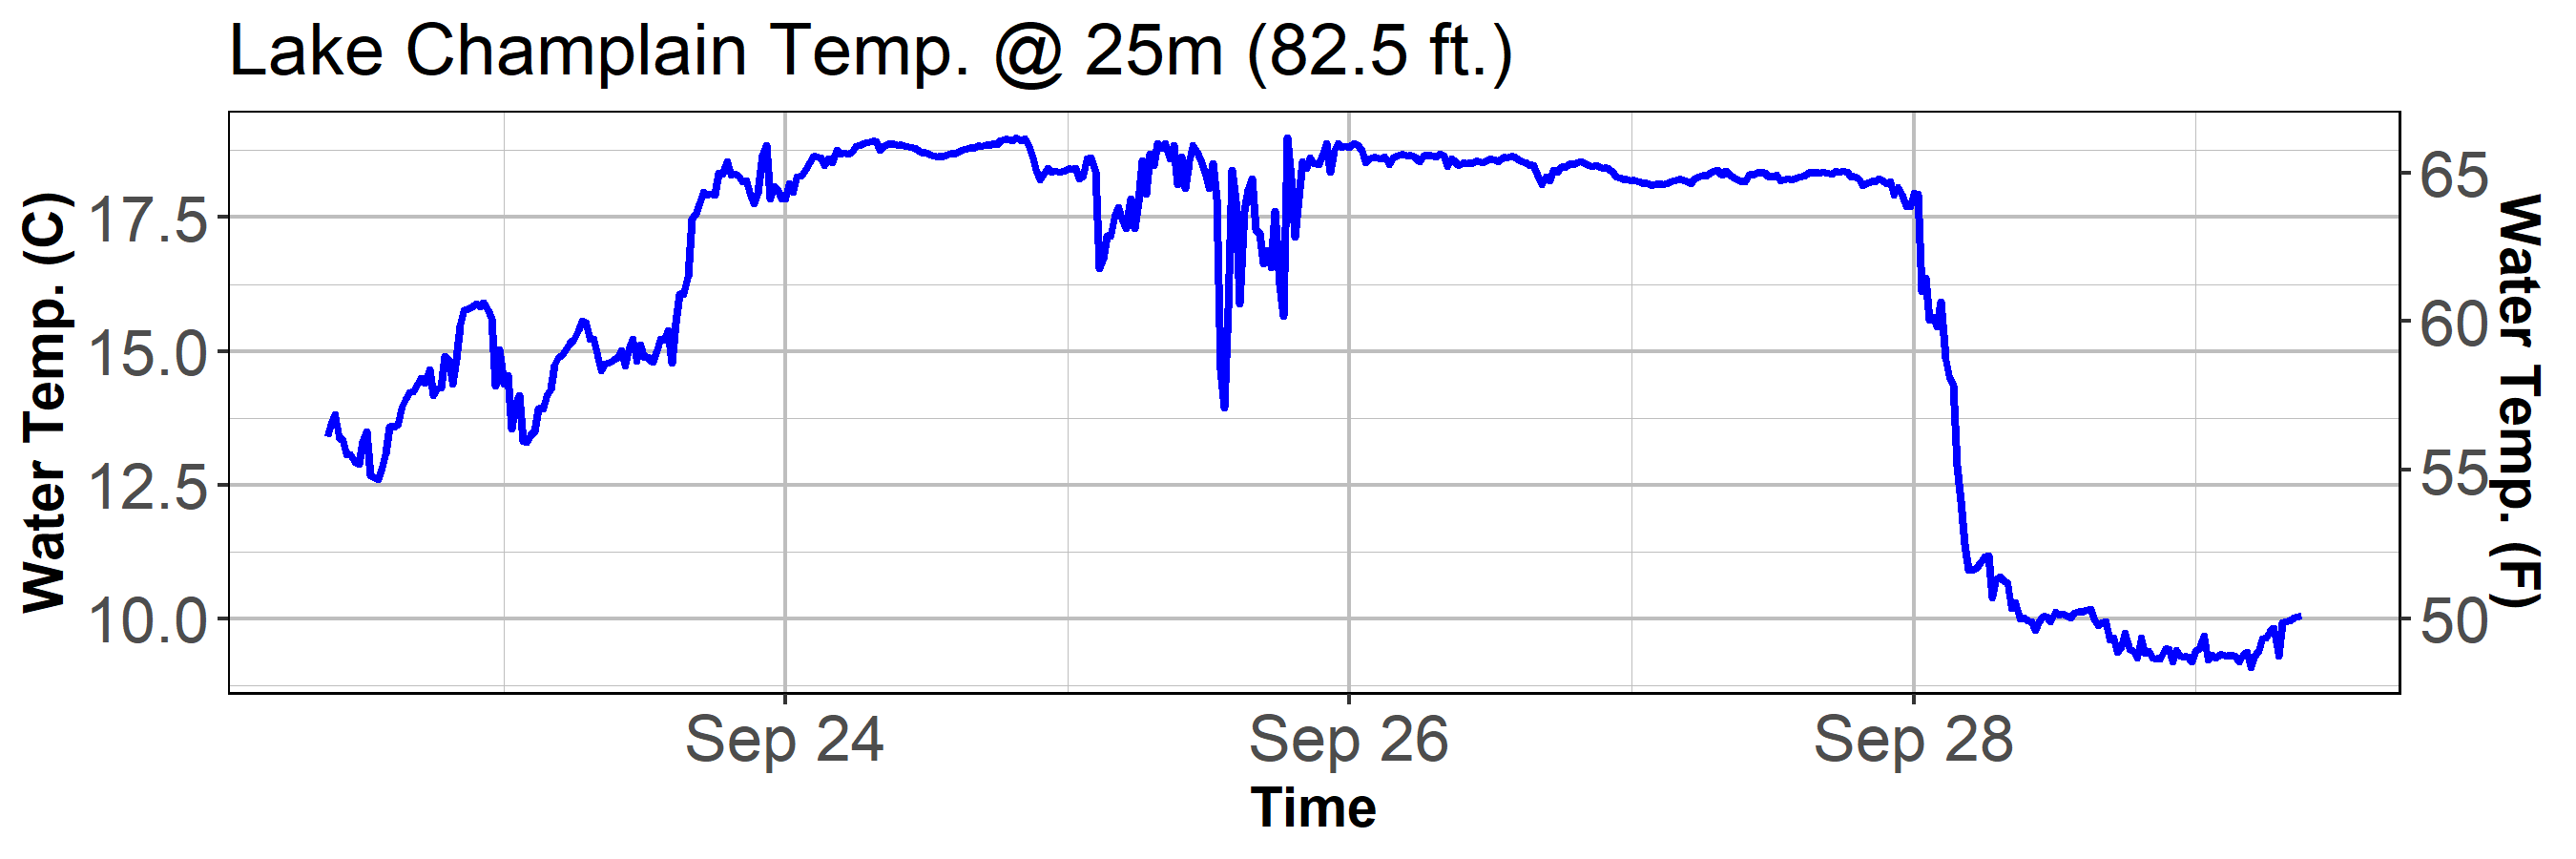 Lake Champlain Temp. @ 25m (82.5 ft.)
Water Temp. (C)
17.5
15.0
12.5
10.0
65
60
55
50
Water Temp. (F)
Sep 24 Sep 26 Sep 28
Time